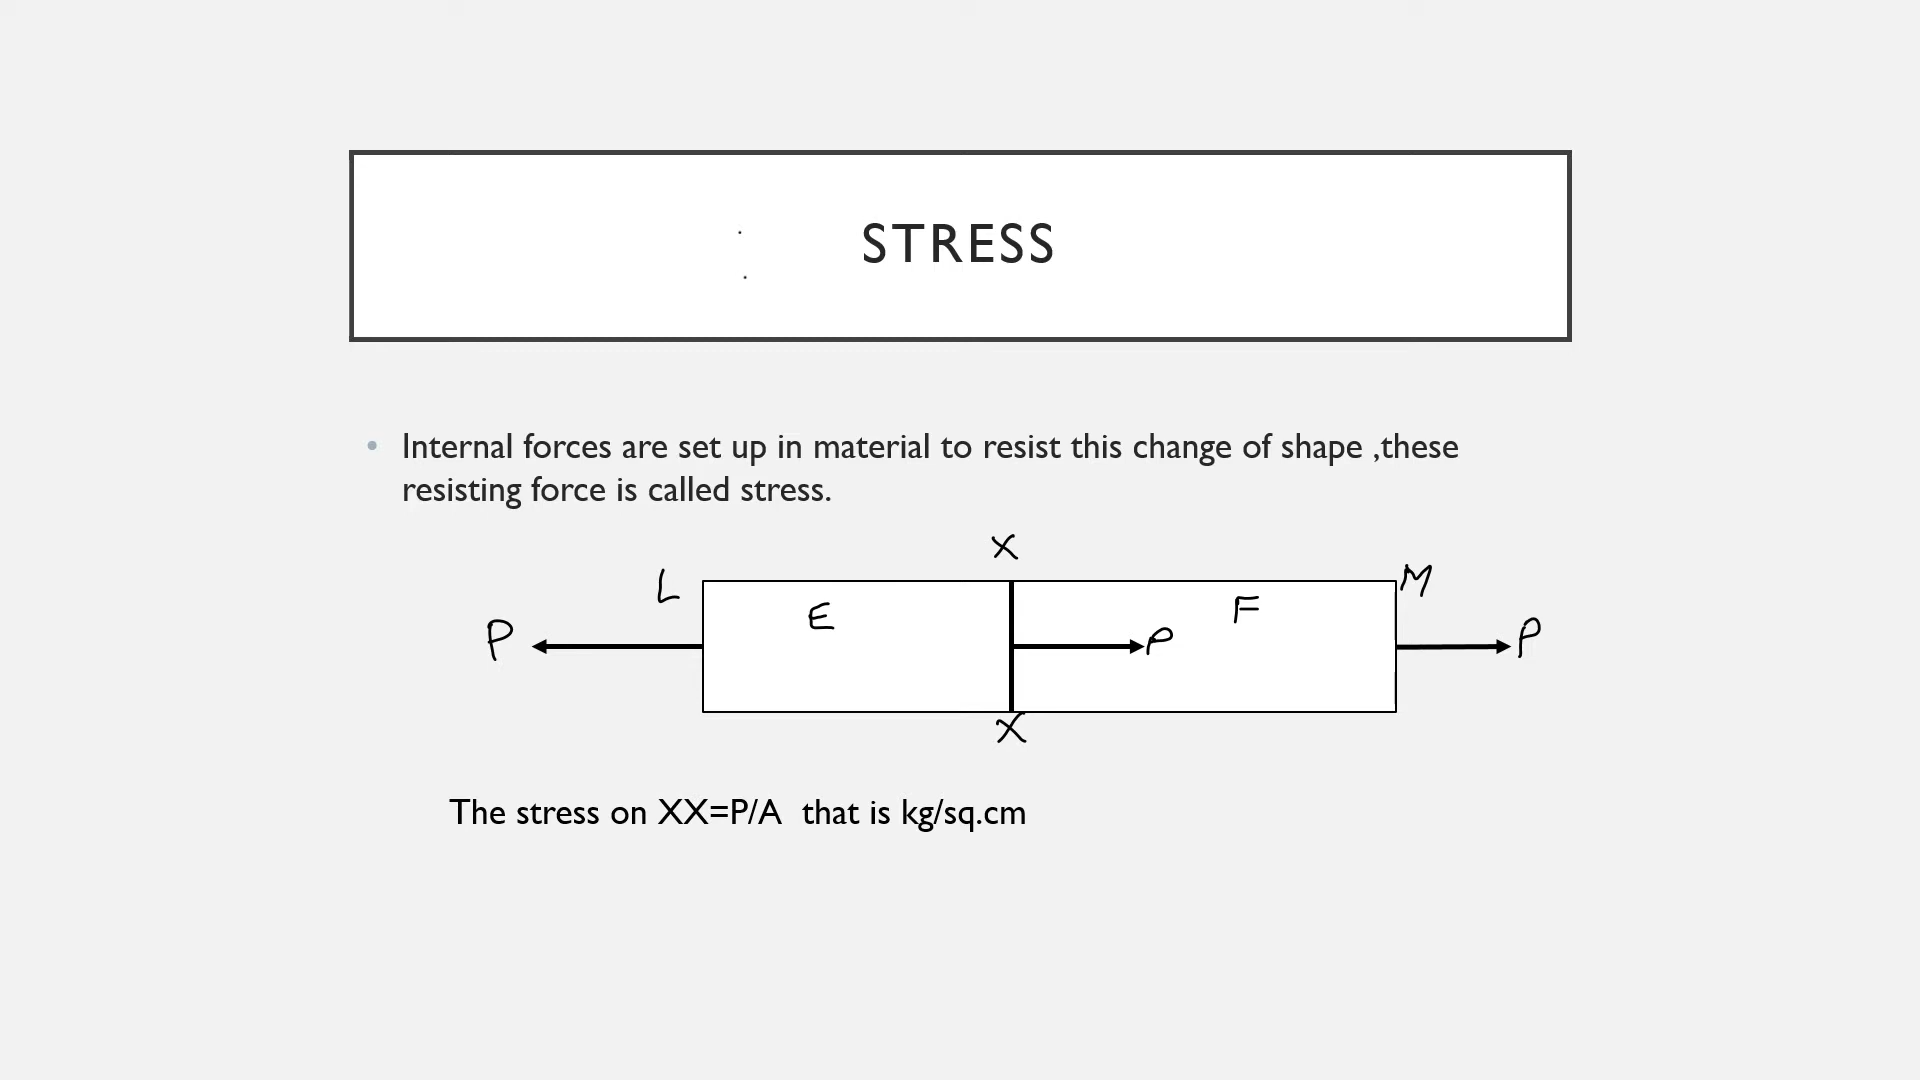 STRESS
• Internal forces are set up in material to resist this change of shape ,these
resisting force is called stress.
X
L
M
E
F
P
P
P
X
The stress on XX=P/A that is kg/sq.cm